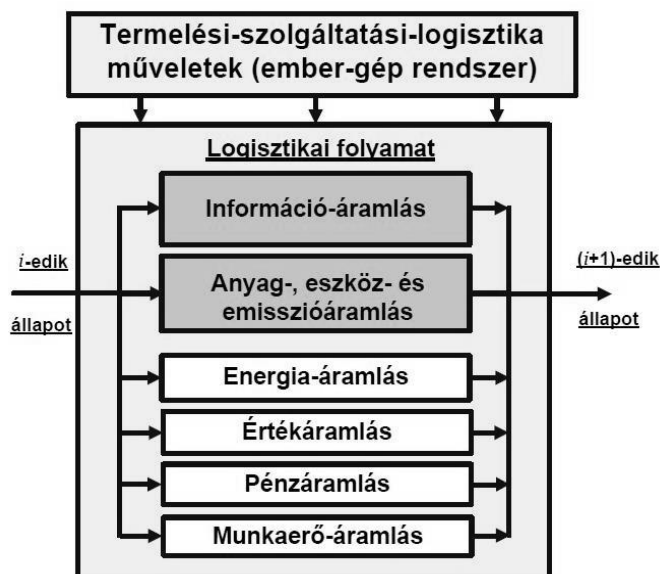 Termelési-szolgáltatási-logisztika
műveletek (ember-gép rendszer)
Logisztikai folyamat
Információ-áramlás
i-edik
állapot
Anyag-, eszköz- és
emisszióáramlás
(i+1)-edik
állapot
Energia-áramlás
Értékáramlás
Pénzáramlás
Munkaerő-áramlás